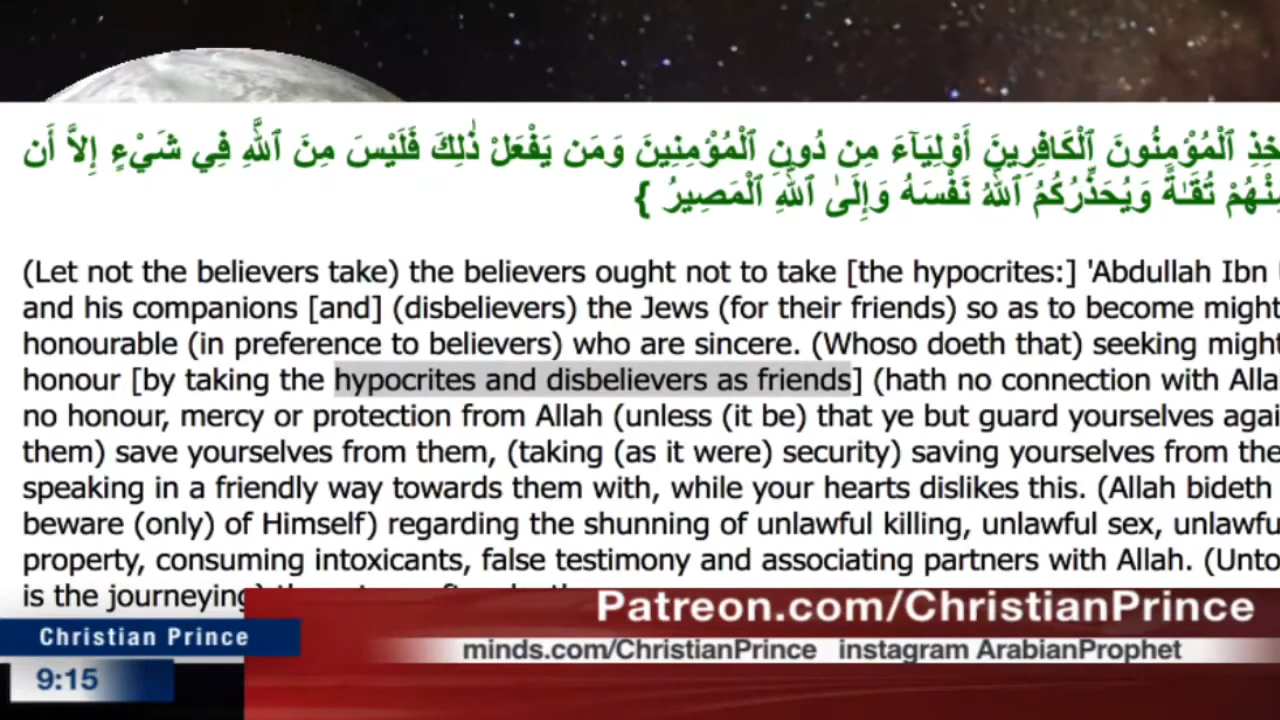 خِذِ ٱلْمُؤْمِنُونَ ٱلْكَافِرِينَ أَوْلِيَآءَ مِن دُونِ ٱلْمُؤْمِنِينَ وَمَن يَفْعَلْ ذٰلِكَ فَلَيْسَ مِنَ ٱللَّهِ فِي شَيْءٍ إِلاَّ أَن
مِنْهُمْ تُقَـٰةً وَيُحَذِّرُكُمُ ٱللَّهُ نَفْسَهُ وَإِلَىٰ ٱللَّهِ ٱلْمَصِيرُ }
(Let not the believers take) the believers ought not to take [the hypocrites:] 'Abdullah Ibn
and his companions [and] (disbelievers) the Jews (for their friends) so as to become might
honourable (in preference to believers) who are sincere. (Whoso doeth that) seeking might
honour [by taking the hypocrites and disbelievers as friends] (hath no connection with Alla
no honour, mercy or protection from Allah (unless (it be) that ye but guard yourselves agai
them) save yourselves from them, (taking (as it were) security) saving yourselves from the
speaking in a friendly way towards them with, while your hearts dislikes this. (Allah bideth
beware (only) of Himself) regarding the shunning of unlawful killing, unlawful sex, unlawfu
property, consuming intoxicants, false testimony and associating partners with Allah. (Unto
is the journeying)
Patreon.com/ChristianPrince
Christian Prince
minds.com/ChristianPrince instagram ArabianProphet
9:15